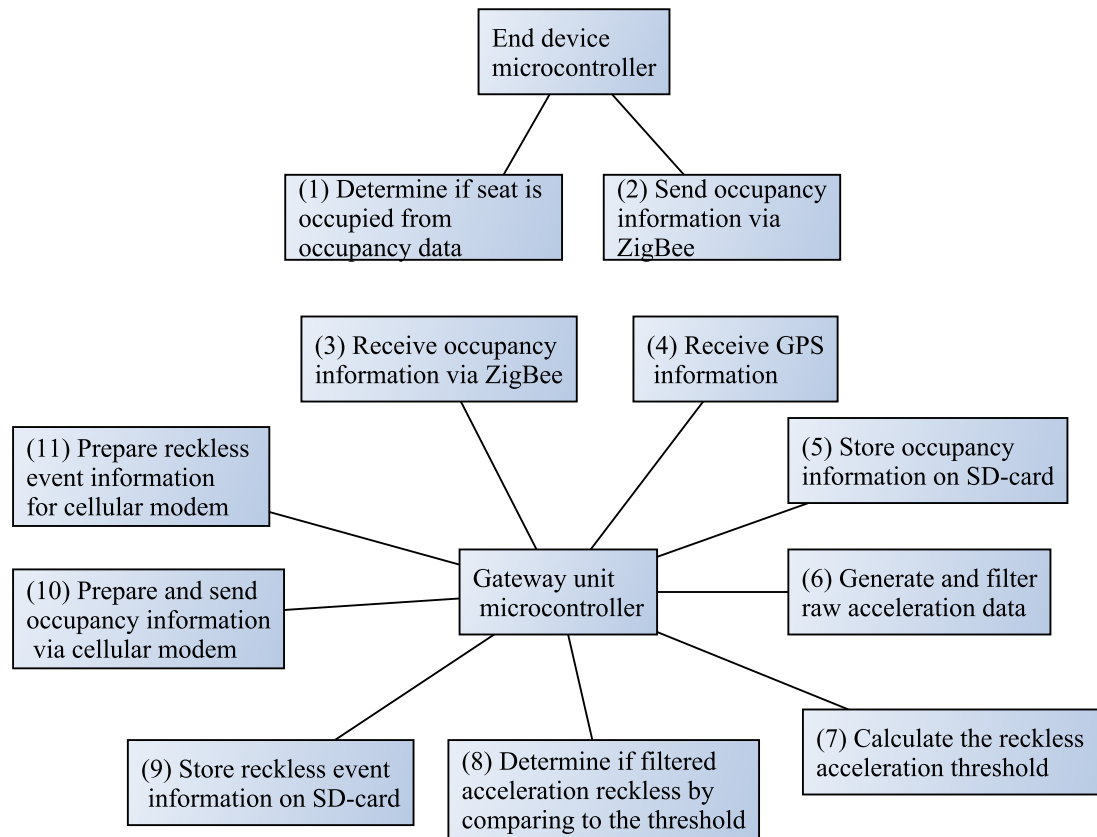 End device
microcontroller
(1) Determine if seat is
occupied from
occupancy data
(2) Send occupancy
information via
ZigBee
(3) Receive occupancy
information via ZigBee
(4) Receive GPS
information
(11) Prepare reckless
event information
for cellular modem
(5) Store occupancy
information on SD-card
Gateway unit
microcontroller
(6) Generate and filter
raw acceleration data
(10) Prepare and send
occupancy information
via cellular modem
(7) Calculate the reckless
acceleration threshold
(9) Store reckless event
information on SD-card
(8) Determine if filtered
acceleration reckless by
comparing to the threshold